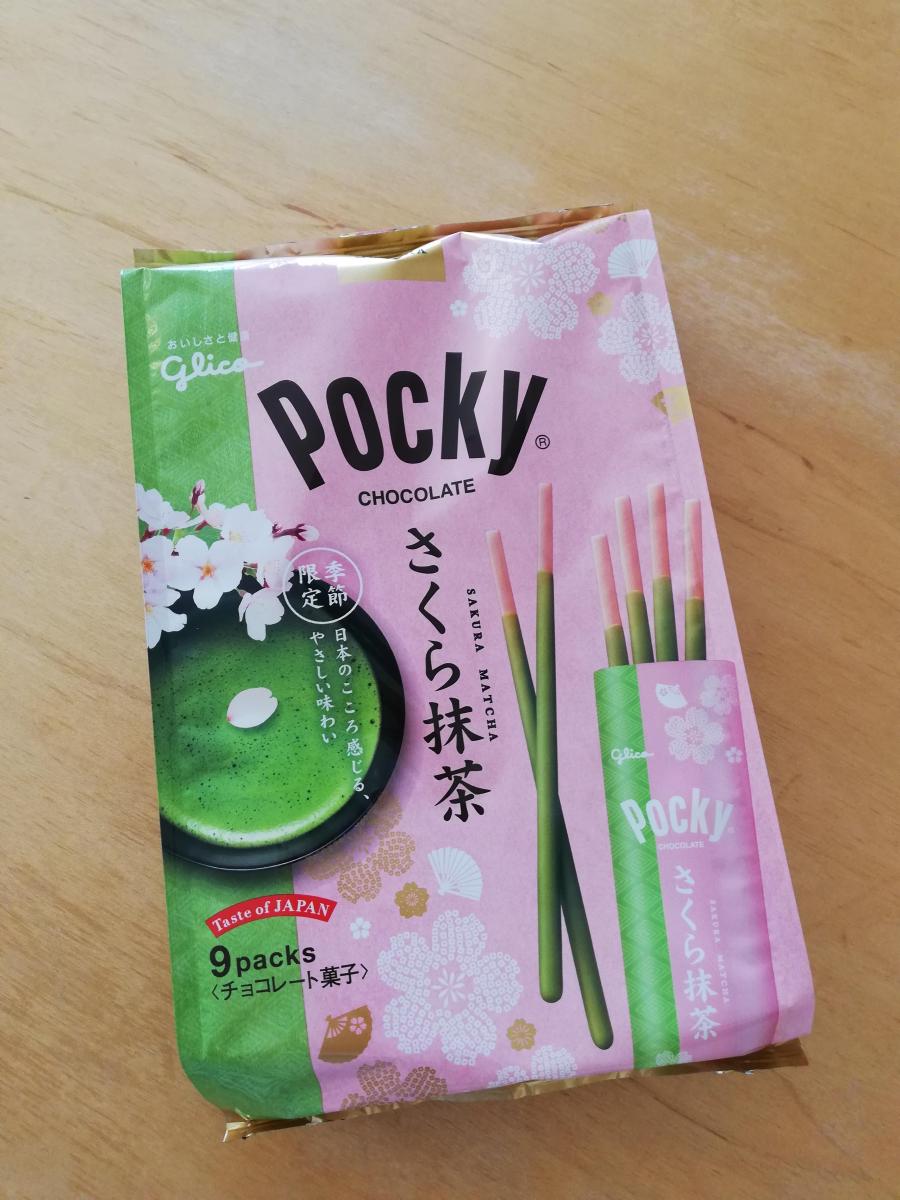 おいしさと健康
Glico
Pocky®
CHOCOLATE
さくら抹茶
SAKURA MATCHA
季節
限定
日本のこころ感じる、
やさしい味わい
Taste of JAPAN
9packs
〈チョコレート菓子〉
Glico
Pocky
CHOCOLATE
さくら抹茶
SAKURA MATCHA